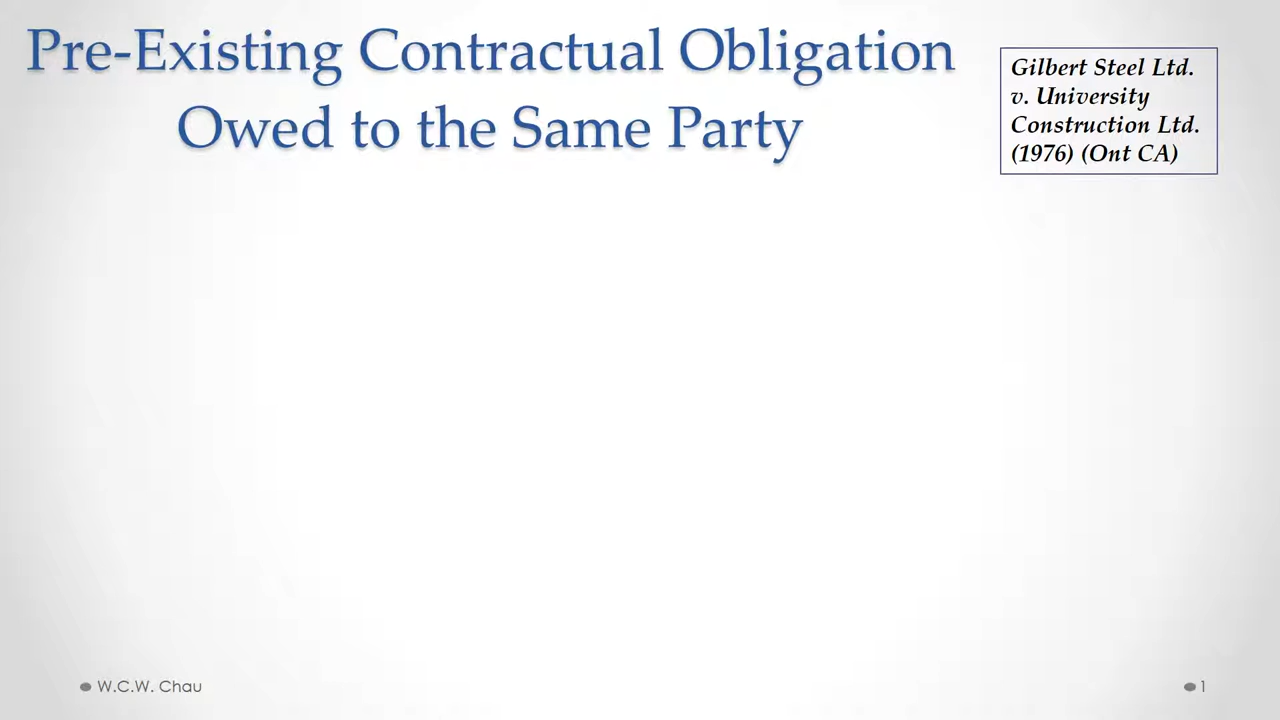 Pre-Existing Contractual Obligation
Owed to the Same Party
Gilbert Steel Ltd.
v. University
Construction Ltd.
(1976) (Ont CA)
W.C.W. Chau
1